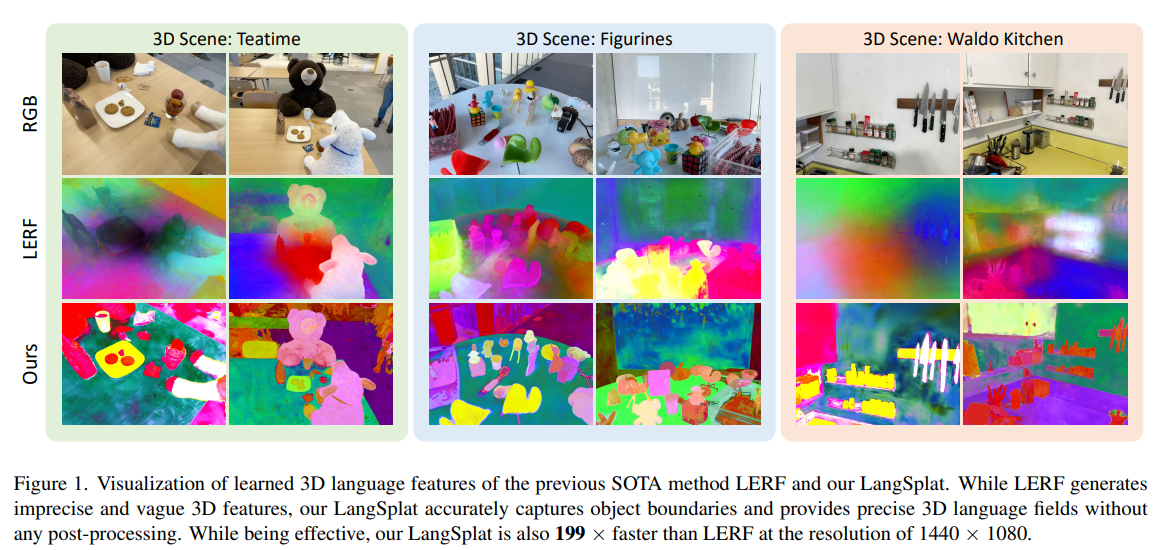 3D Scene: Teatime
3D Scene: Figurines
3D Scene: Waldo Kitchen
RGB
LERF
Ours
Figure 1. Visualization of learned 3D language features of the previous SOTA method LERF and our LangSplat. While LERF generates
imprecise and vague 3D features, our LangSplat accurately captures object boundaries and provides precise 3D language fields without
any post-processing. While being effective, our LangSplat is also 199 × faster than LERF at the resolution of 1440 × 1080.